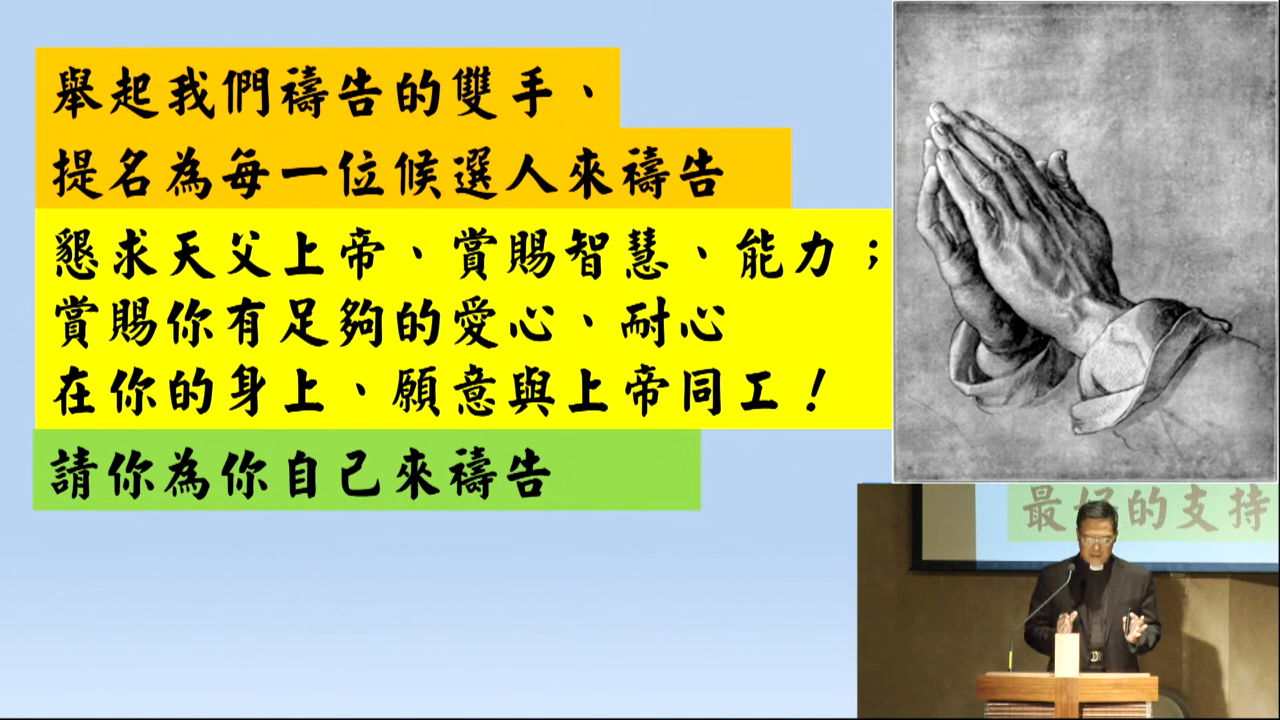 舉起我們禱告的雙手、
提名為每一位候選人來禱告
懇求天父上帝、賞賜智慧、能力；
賞賜你有足夠的愛心、耐心
在你的身上、願意與上帝同工！
請你為你自己來禱告
最好的支持